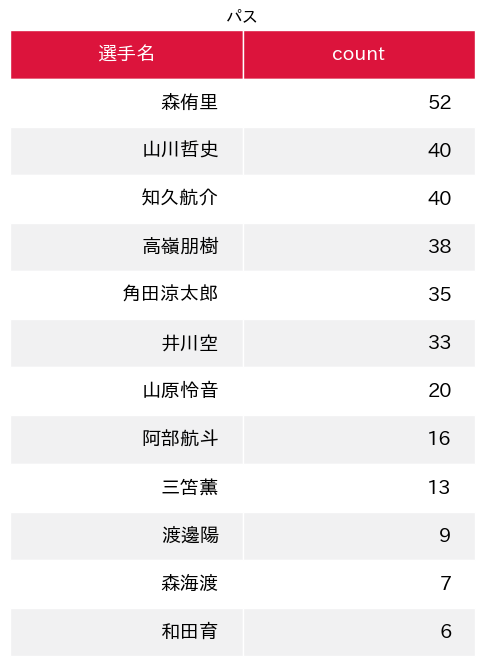 パス
選手名 count
森侑里 52
山川哲史 40
知久航介 40
高嶺朋樹 38
角田涼太郎 35
井川空 33
山原怜音 20
阿部航斗 16
三笘薫 13
渡邊陽 9
森海渡 7
和田育 6